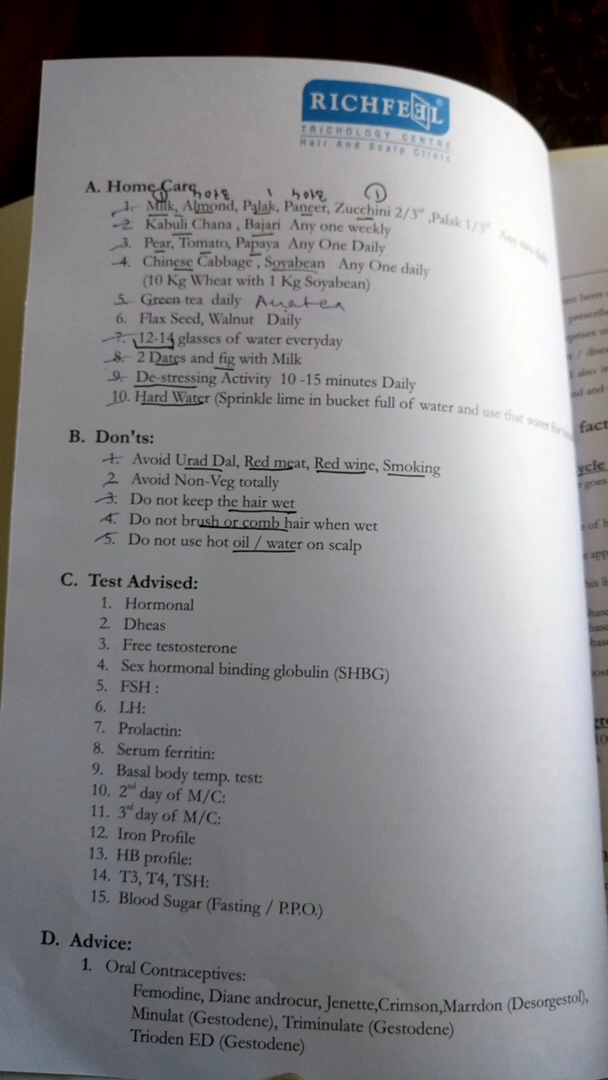 RICHFEEL®
TRICHOLOGY CENTRE
Hair And Scalp Clinic
A. Home Care
1. Milk, Almond, Palak, Paneer, Zucchini 2/3rd ,Palak 1/3rd Any two daily
2. Kabuli Chana , Bajari Any one weekly
3. Pear, Tomato, Papaya Any One Daily
4. Chinese Cabbage , Soyabean Any One daily
(10 Kg Wheat with 1 Kg Soyabean)
5. Green tea daily
6. Flax Seed, Walnut Daily
7. 12-14 glasses of water everyday
8. 2 Dates and fig with Milk
9. De-stressing Activity 10 -15 minutes Daily
10. Hard Water (Sprinkle lime in bucket full of water and use that water for
B. Don'ts:
1. Avoid Urad Dal, Red meat, Red wine, Smoking
2. Avoid Non-Veg totally
3. Do not keep the hair wet
4. Do not brush or comb hair when wet
5. Do not use hot oil / water on scalp
C. Test Advised:
1. Hormonal
2. Dheas
3. Free testosterone
4. Sex hormonal binding globulin (SHBG)
5. FSH :
6. LH:
7. Prolactin:
8. Serum ferritin:
9. Basal body temp. test:
10. 2nd day of M/C:
11. 3rd day of M/C:
12. Iron Profile
13. HB profile:
14. T3, T4, TSH:
15. Blood Sugar (Fasting / P.P.O.)
D. Advice:
1. Oral Contraceptives:
Femodine, Diane androcur, Jenette,Crimson,Marrdon (Desorgestol),
Minulat (Gestodene), Triminulate (Gestodene)
Trioden ED (Gestodene)